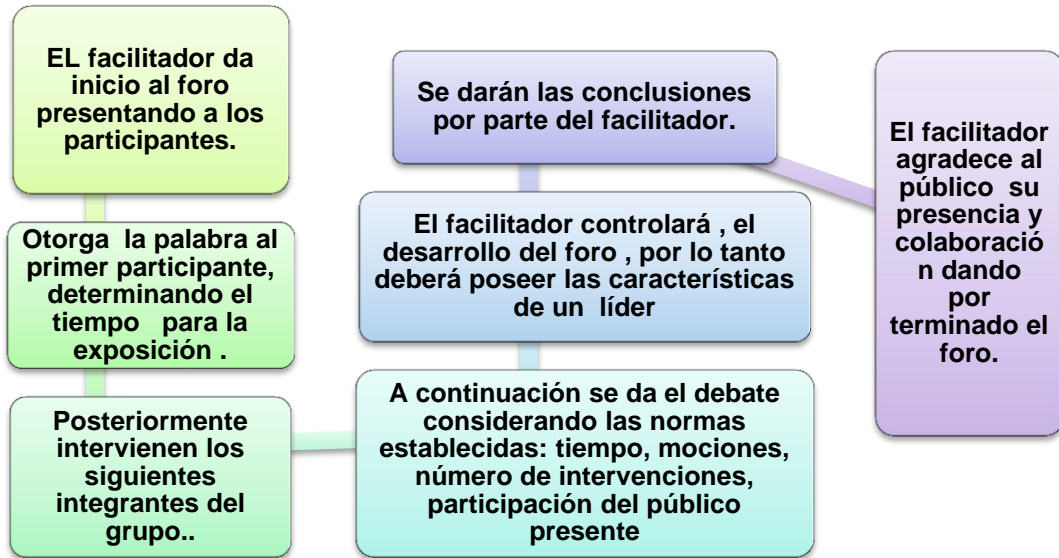 EL facilitador da
inicio al foro
presentando a los
participantes.
Otorga la palabra al
primer participante,
determinando el
tiempo para la
exposición .
Posteriormente
intervienen los
siguientes
integrantes del
grupo..
A continuación se da el debate
considerando las normas
establecidas: tiempo, mociones,
número de intervenciones,
participación del público
presente
El facilitador controlará , el
desarrollo del foro , por lo tanto
deberá poseer las características
de un líder
Se darán las conclusiones
por parte del facilitador.
El facilitador
agradece al
público su
presencia y
colaboració
n dando
por
terminado el
foro.